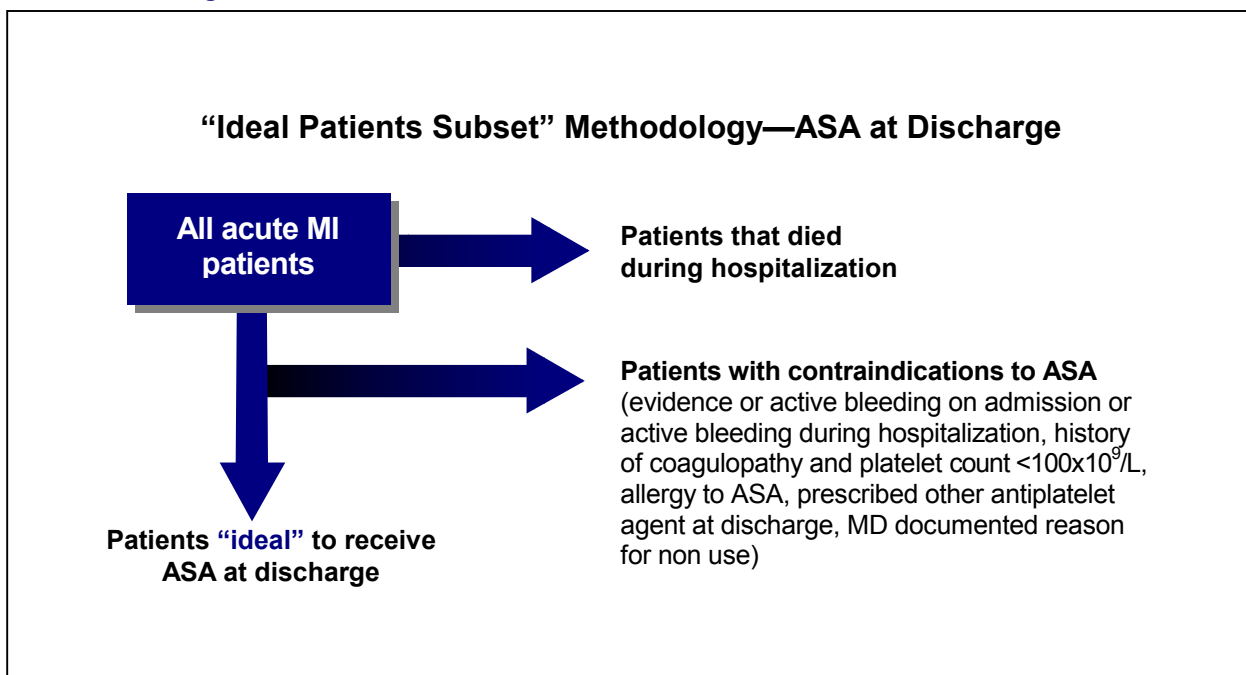 “Ideal Patients Subset” Methodology—ASA at Discharge
All acute MI
patients
Patients that died
during hospitalization
Patients with contraindications to ASA
(evidence or active bleeding on admission or
active bleeding during hospitalization, history
of coagulopathy and platelet count <100x10⁹/L,
allergy to ASA, prescribed other antiplatelet
agent at discharge, MD documented reason
for non use)
Patients “ideal” to receive
ASA at discharge